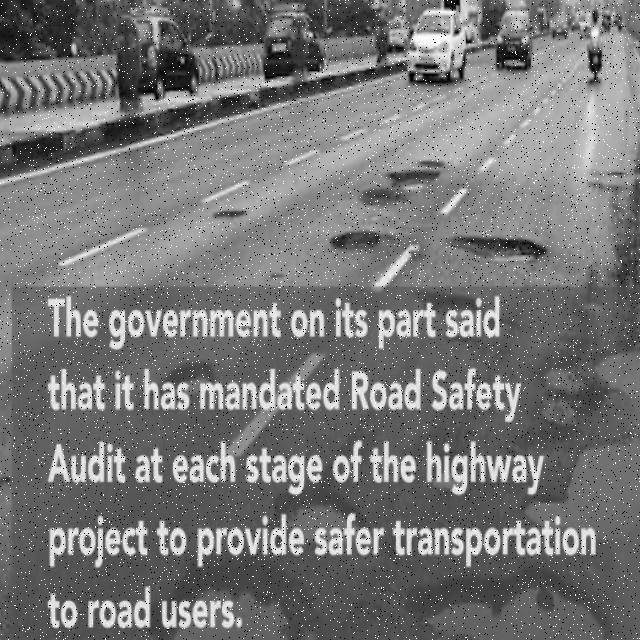 The government on its part said
that it has mandated Road Safety
Audit at each stage of the highway
project to provide safer transportation
to road users.